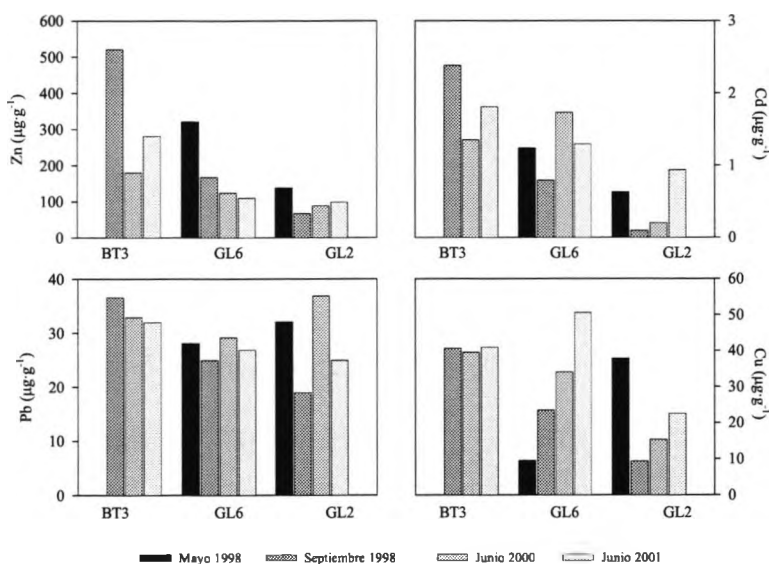 600
500
400
300
200
100
0
Zn (µg·g⁻¹)
BT3 GL6 GL2
3
2
1
0
Cd (µg·g⁻¹)
BT3 GL6 GL2
40
30
20
10
0
Pb (µg·g⁻¹)
BT3 GL6 GL2
60
50
40
30
20
10
0
Cu (µg·g⁻¹)
BT3 GL6 GL2
Mayo 1998 Septiembre 1998 Junio 2000 Junio 2001